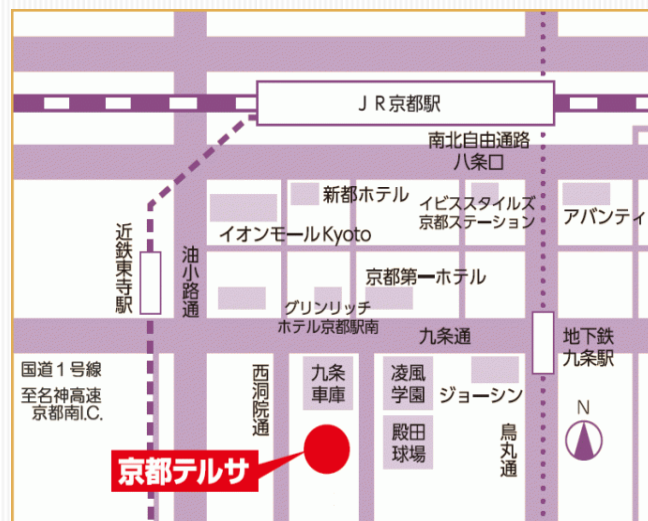 JR京都駅
南北自由通路
八条口
新都ホテル
イビススタイルズ
京都ステーション
アバンティ
イオンモールKyoto
近鉄東寺駅
油小路通
京都第一ホテル
グリンリッチ
ホテル京都駅南
九条通
地下鉄
九条駅
国道1号線
至名神高速
京都南I.C.
西洞院通
九条
車庫
凌風
学園
ジョーシン
殿田
球場
烏丸通
N
京都テルサ